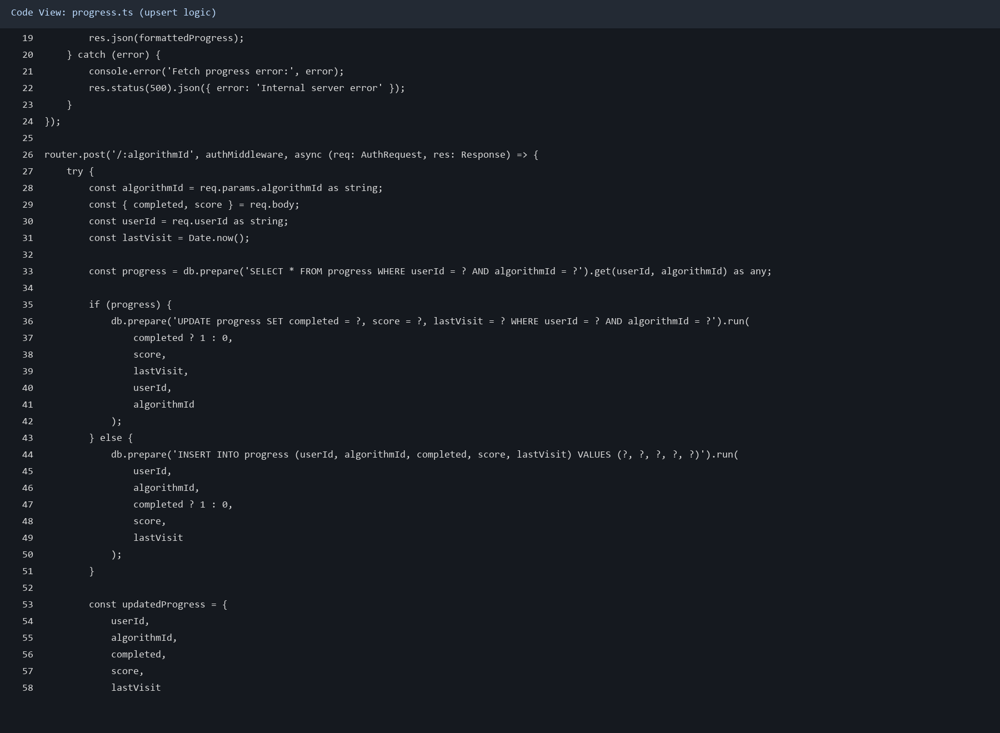 Code View: progress.ts (upsert logic)
19         res.json(formattedProgress);
20     } catch (error) {
21         console.error('Fetch progress error:', error);
22         res.status(500).json({ error: 'Internal server error' });
23     }
24 });
25
26 router.post('/:algorithmId', authMiddleware, async (req: AuthRequest, res: Response) => {
27     try {
28         const algorithmId = req.params.algorithmId as string;
29         const { completed, score } = req.body;
30         const userId = req.userId as string;
31         const lastVisit = Date.now();
32
33         const progress = db.prepare('SELECT * FROM progress WHERE userId = ? AND algorithmId = ?').get(userId, algorithmId) as any;
34
35         if (progress) {
36             db.prepare('UPDATE progress SET completed = ?, score = ?, lastVisit = ? WHERE userId = ? AND algorithmId = ?').run(
37                 completed ? 1 : 0,
38                 score,
39                 lastVisit,
40                 userId,
41                 algorithmId
42             );
43         } else {
44             db.prepare('INSERT INTO progress (userId, algorithmId, completed, score, lastVisit) VALUES (?, ?, ?, ?, ?)').run(
45                 userId,
46                 algorithmId,
47                 completed ? 1 : 0,
48                 score,
49                 lastVisit
50             );
51         }
52
53         const updatedProgress = {
54             userId,
55             algorithmId,
56             completed,
57             score,
58             lastVisit